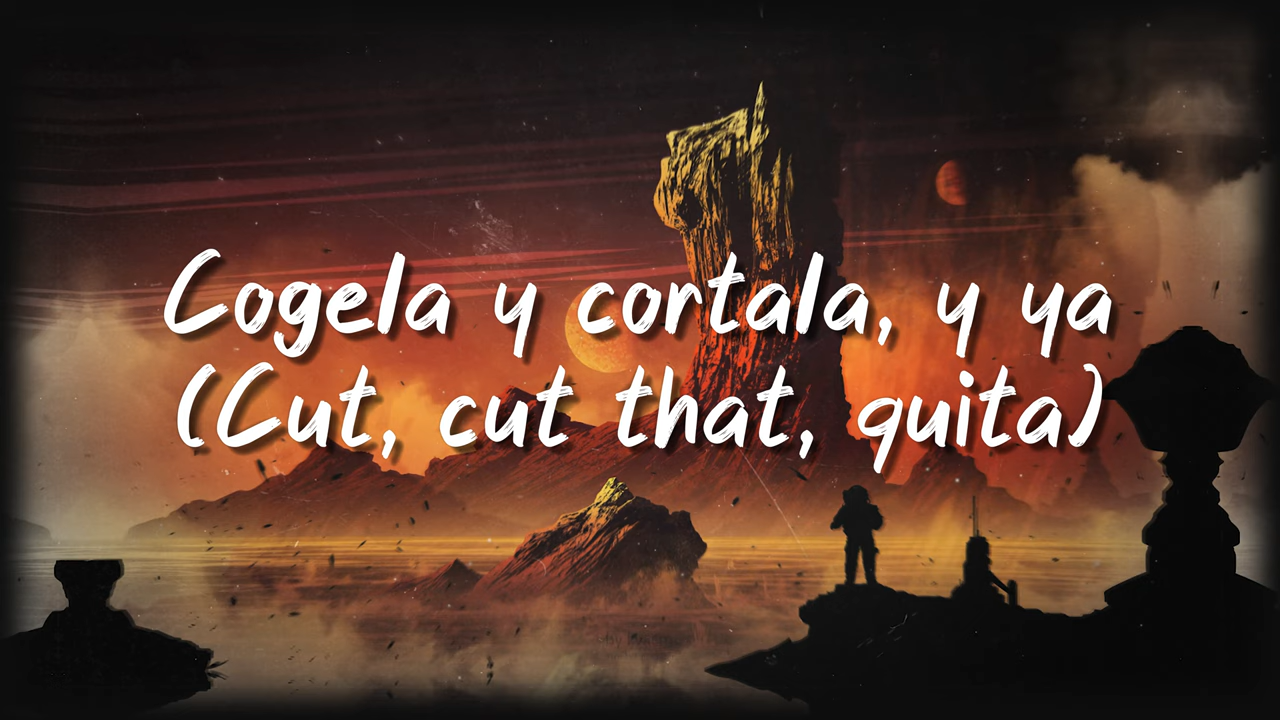 Cogela y cortala, y ya
(Cut, cut that, quita)